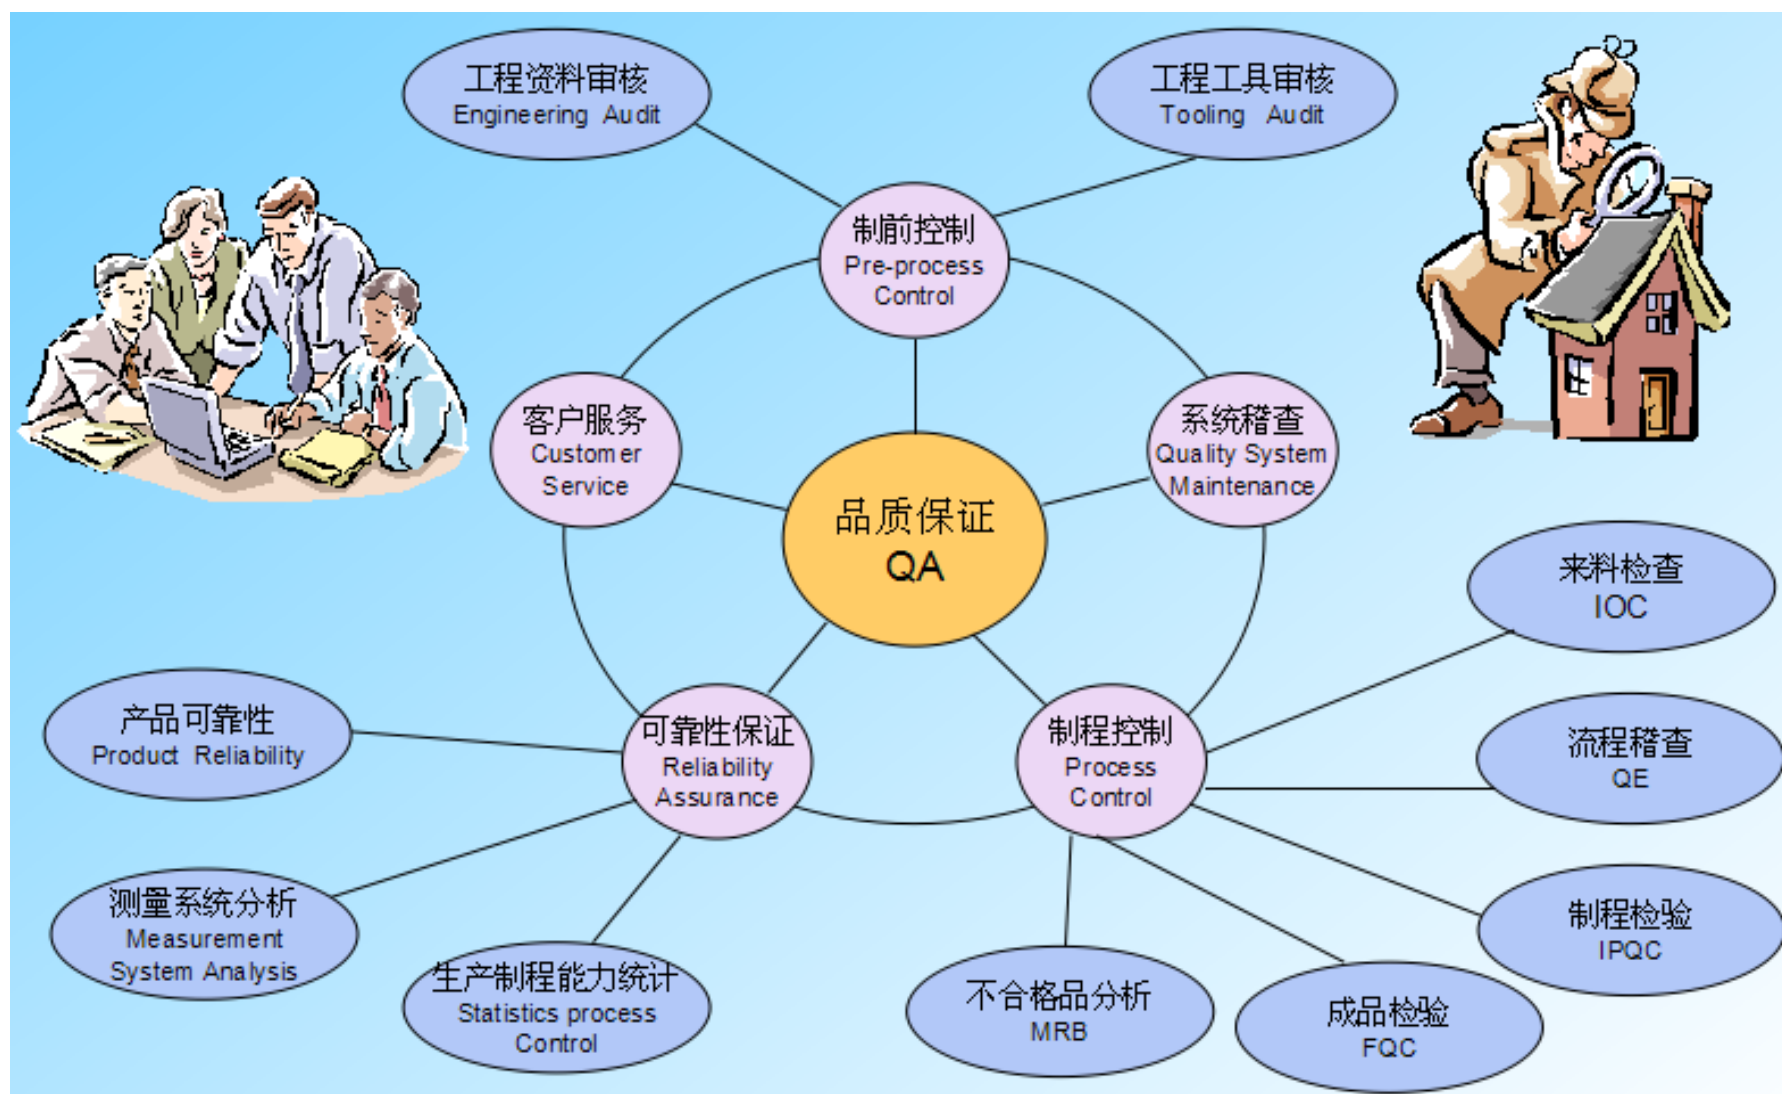 工程资料审核
Engineering Audit
工程工具审核
Tooling Audit
制前控制
Pre-process
Control
客户服务
Customer
Service
系统稽查
Quality System
Maintenance
品质保证
QA
来料检查
IOC
产品可靠性
Product Reliability
可靠性保证
Reliability
Assurance
制程控制
Process
Control
流程稽查
QE
测量系统分析
Measurement
System Analysis
生产制程能力统计
Statistics process
Control
不合格品分析
MRB
成品检验
FQC
制程检验
IPQC